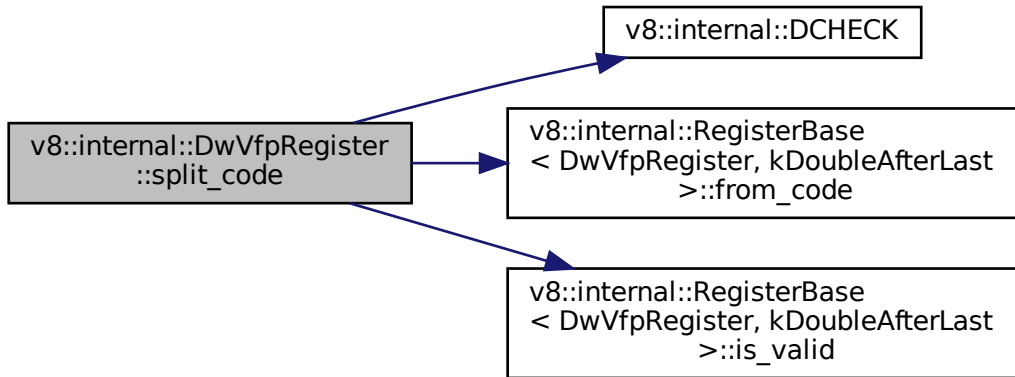 v8::internal::DCHECK
v8::internal::DwVfpRegister
::split_code
v8::internal::RegisterBase
< DwVfpRegister, kDoubleAfterLast
>::from_code
v8::internal::RegisterBase
< DwVfpRegister, kDoubleAfterLast
>::is_valid